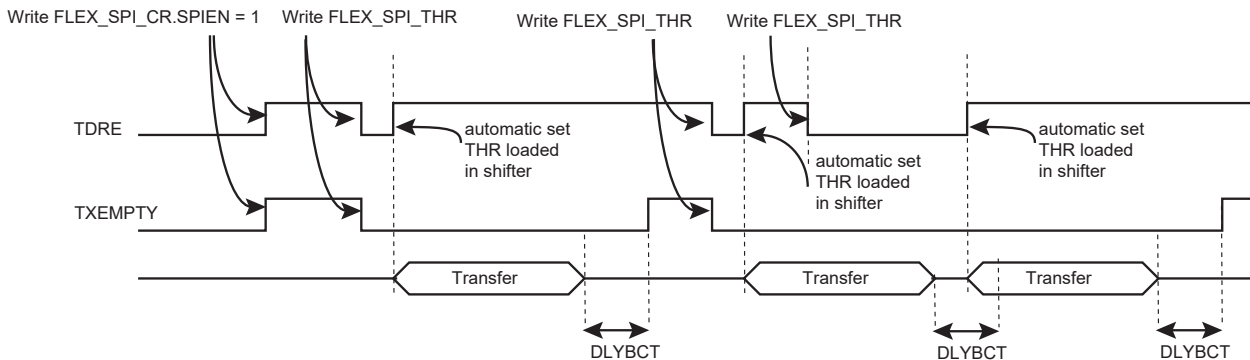 Write FLEX_SPI_CR.SPIEN = 1
Write FLEX_SPI_THR
Write FLEX_SPI_THR
Write FLEX_SPI_THR
TDRE
automatic set
THR loaded
in shifter
automatic set
THR loaded
in shifter
automatic set
THR loaded
in shifter
TXEMPTY
Transfer
Transfer
Transfer
DLYBCT
DLYBCT
DLYBCT